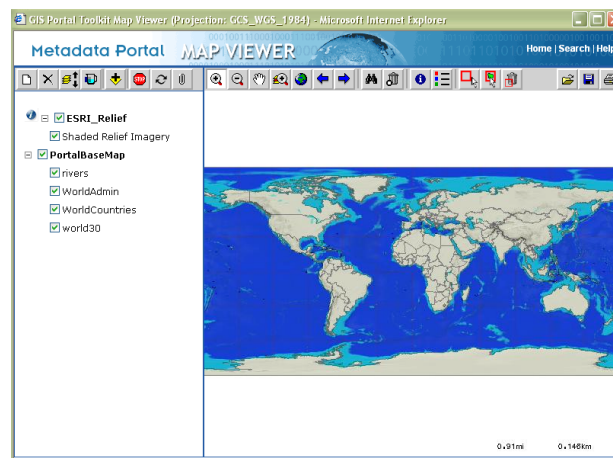 GIS Portal Toolkit Map Viewer (Projection: GCS_WGS_1984) - Microsoft Internet Explorer
Metadata Portal MAP VIEWER
Home | Search | Help
STOP
ESRI_Relief
Shaded Relief Imagery
PortalBaseMap
rivers
WorldAdmin
WorldCountries
world30
0.91mi 0.146Km